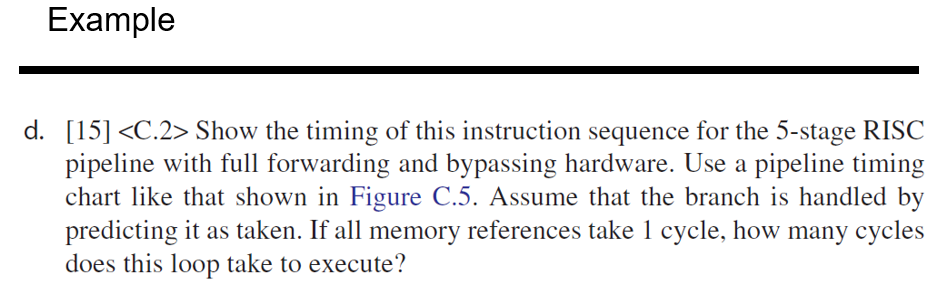 Example
d. [15] <C.2> Show the timing of this instruction sequence for the 5-stage RISC
pipeline with full forwarding and bypassing hardware. Use a pipeline timing
chart like that shown in Figure C.5. Assume that the branch is handled by
predicting it as taken. If all memory references take 1 cycle, how many cycles
does this loop take to execute?